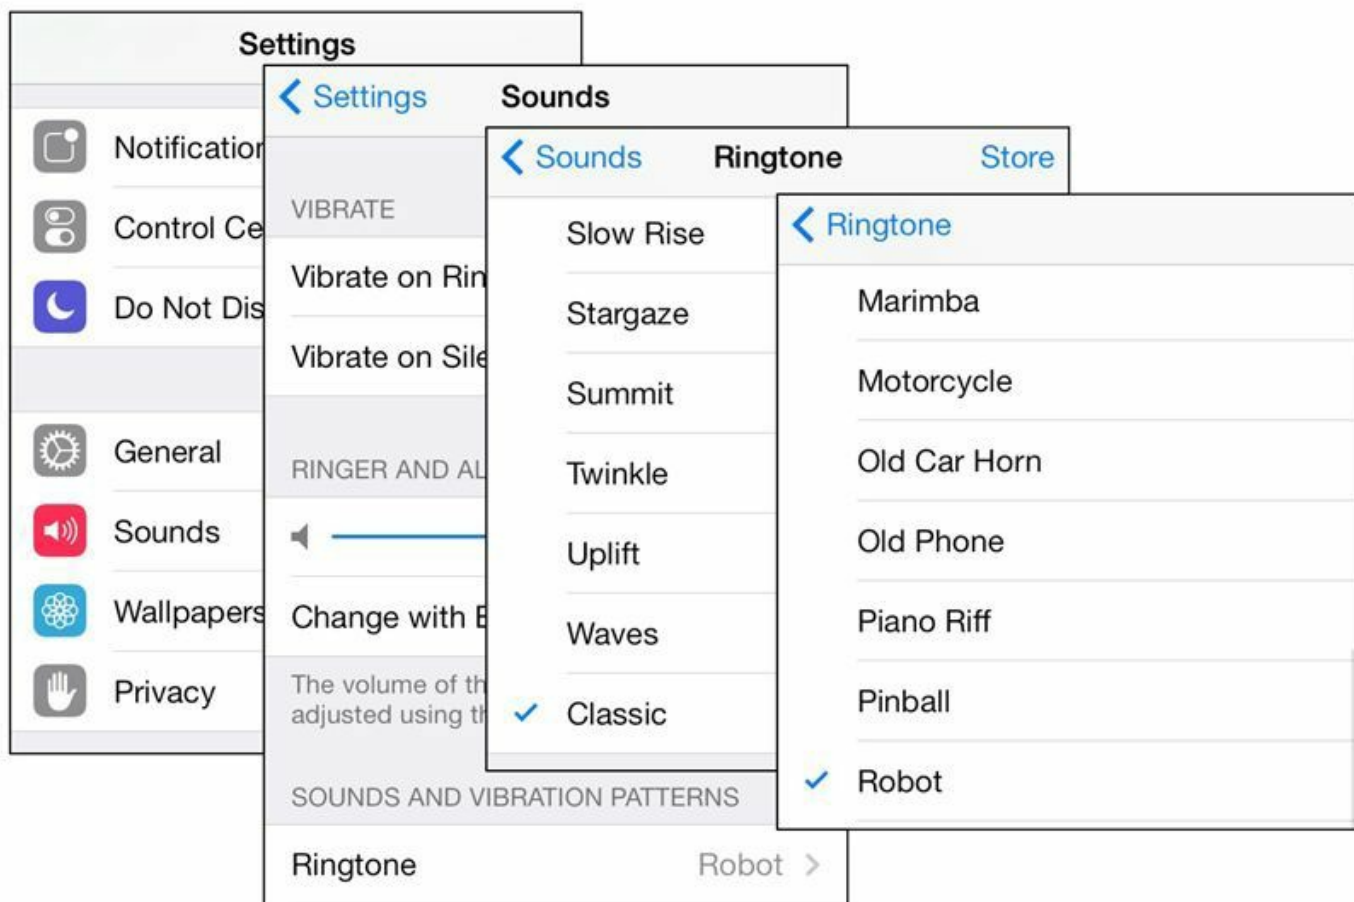 Settings
Notification
Control Ce
Do Not Dis
General
Sounds
Wallpapers
Privacy
Settings
Sounds
VIBRATE
Vibrate on Rin
Vibrate on Sile
RINGER AND AL
Change with
The volume of th
adjusted using th
SOUNDS AND VIBRATION PATTERNS
Ringtone Robot
Sounds
Ringtone
Store
Slow Rise
Stargaze
Summit
Twinkle
Uplift
Waves
Classic
Ringtone
Marimba
Motorcycle
Old Car Horn
Old Phone
Piano Riff
Pinball
Robot